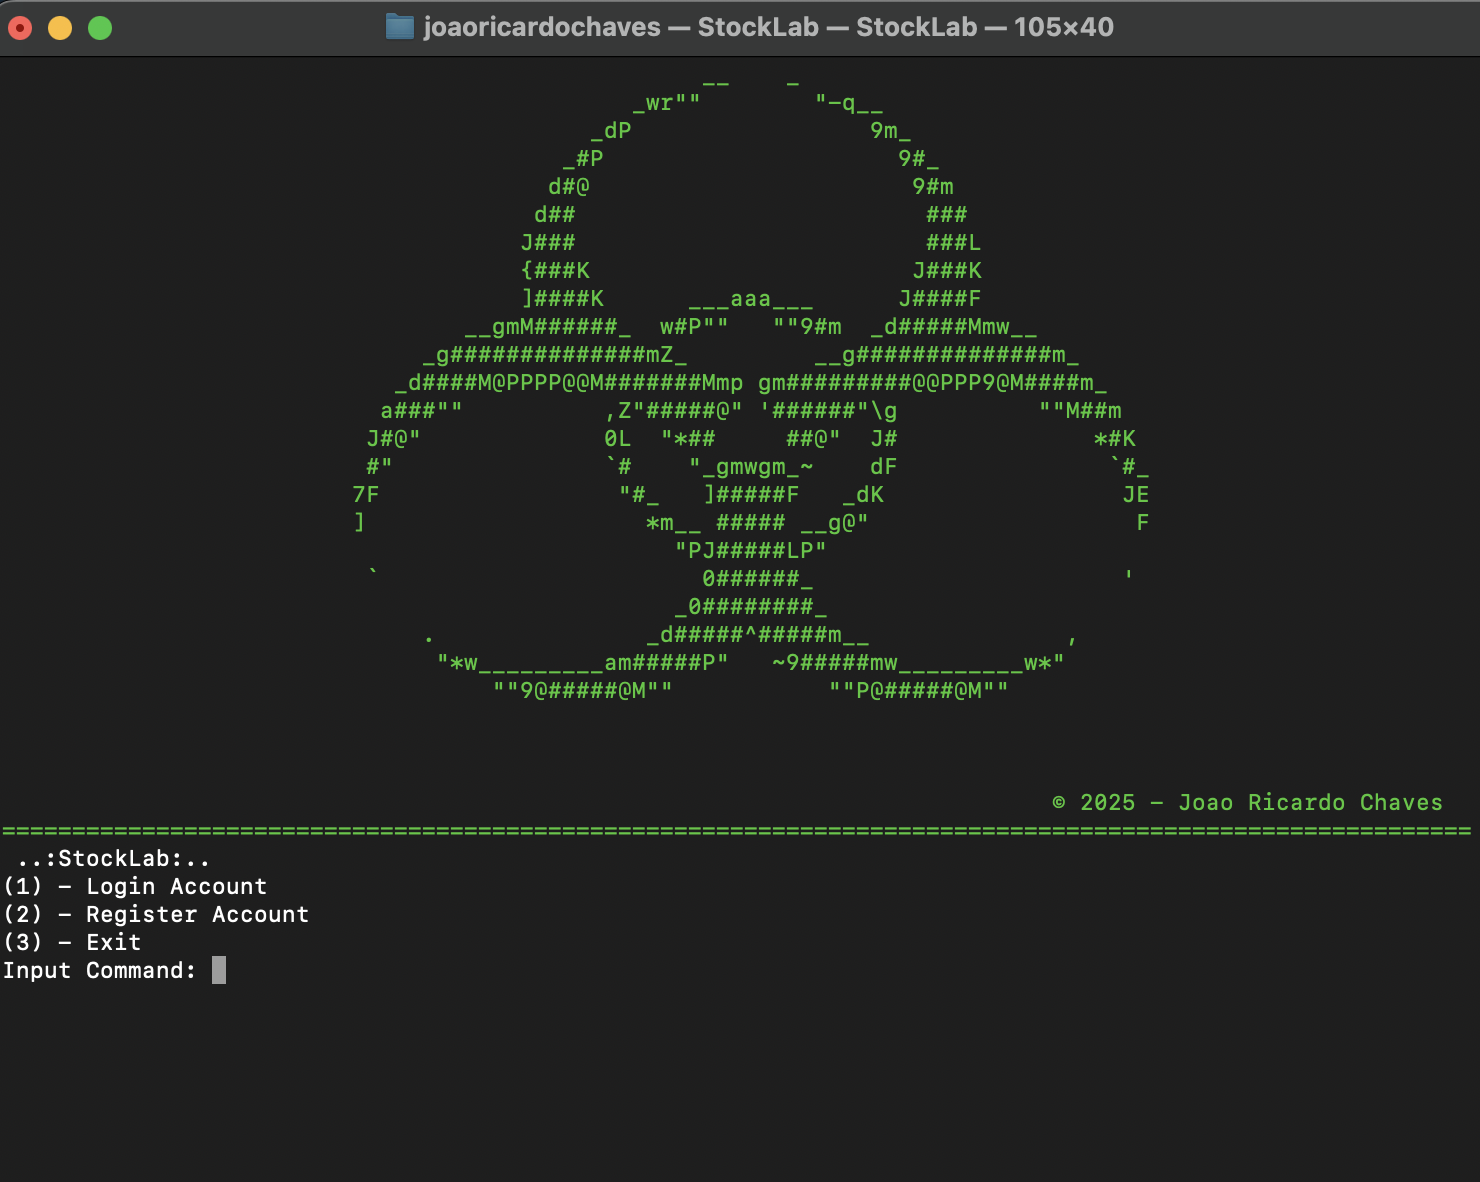 joaoricardochaves — StockLab — StockLab — 105×40
__    _
_wr""        "-q__
_dP                 9m_
_#P                     9#_
d#@                       9#m
d##                         ###
J###                         ###L
{###K                       J###K
]####K      ___aaa___      J####F
__gmM######_  w#P""   ""9#m  _d#####Mmw__
_g##############mZ_         __g##############m_
_d####M@PPPP@@M#######Mmp gm#########@@PPP9@M####m_
a###""          ,Z"#####@" '######"\g          ""M##m
J#@"             0L  "*##     ##@"  J#              *#K
#"               `#    "_gmwgm_~    dF               `#_
7F                 "#_   ]#####F   _dK                 JE
]                    *m__ ##### __g@"                   F
"PJ#####LP"
`                       0######_                      '
_0########_
.               _d#####^#####m__              ,
"*w_________am#####P"   ~9#####mw_________w*"
""9@#####@M""           ""P@#####@M""
© 2025 - Joao Ricardo Chaves
=========================================================================================================
..:StockLab:..
(1) - Login Account
(2) - Register Account
(3) - Exit
Input Command: